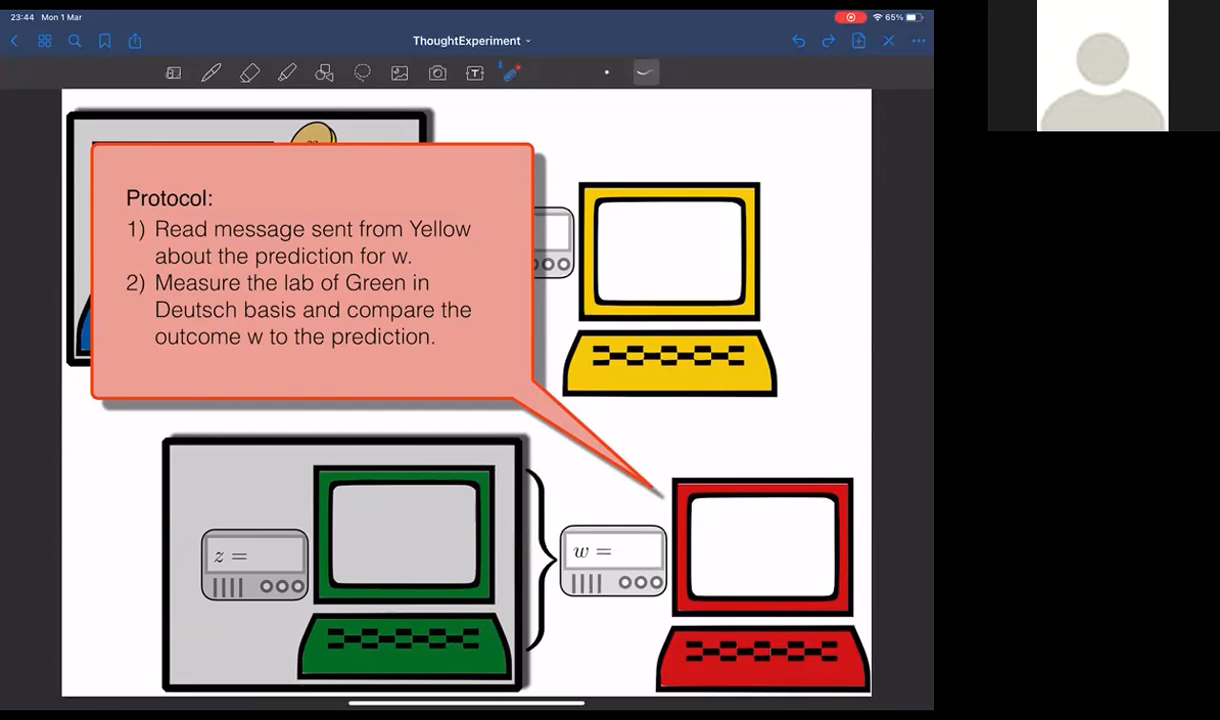 23:44 Mon 1 Mar
65%
ThoughtExperiment
Protocol:
1) Read message sent from Yellow
about the prediction for w.
2) Measure the lab of Green in
Deutsch basis and compare the
outcome w to the prediction.
z =
w =